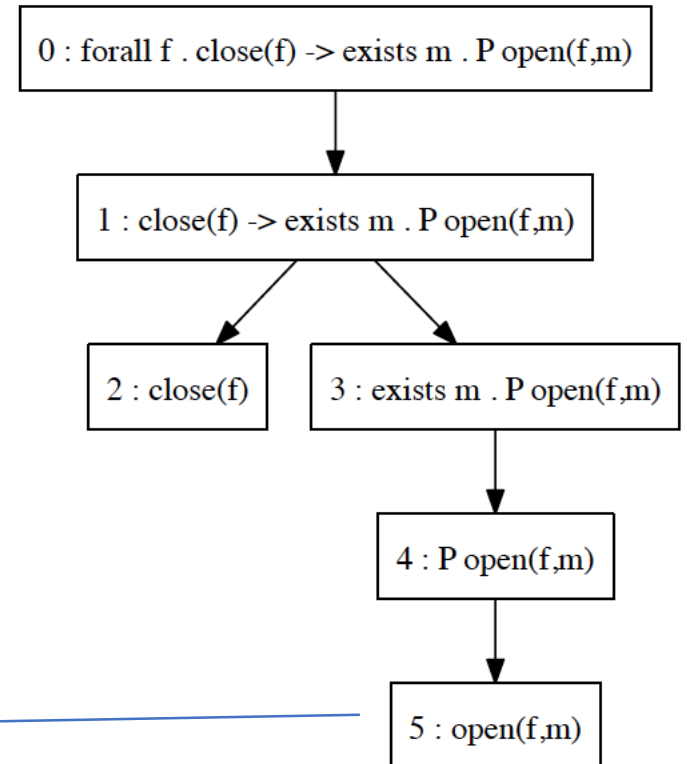 0 : forall f . close(f) -> exists m . P open(f,m)
1 : close(f) -> exists m . P open(f,m)
2 : close(f)
3 : exists m . P open(f,m)
4 : P open(f,m)
5 : open(f,m)